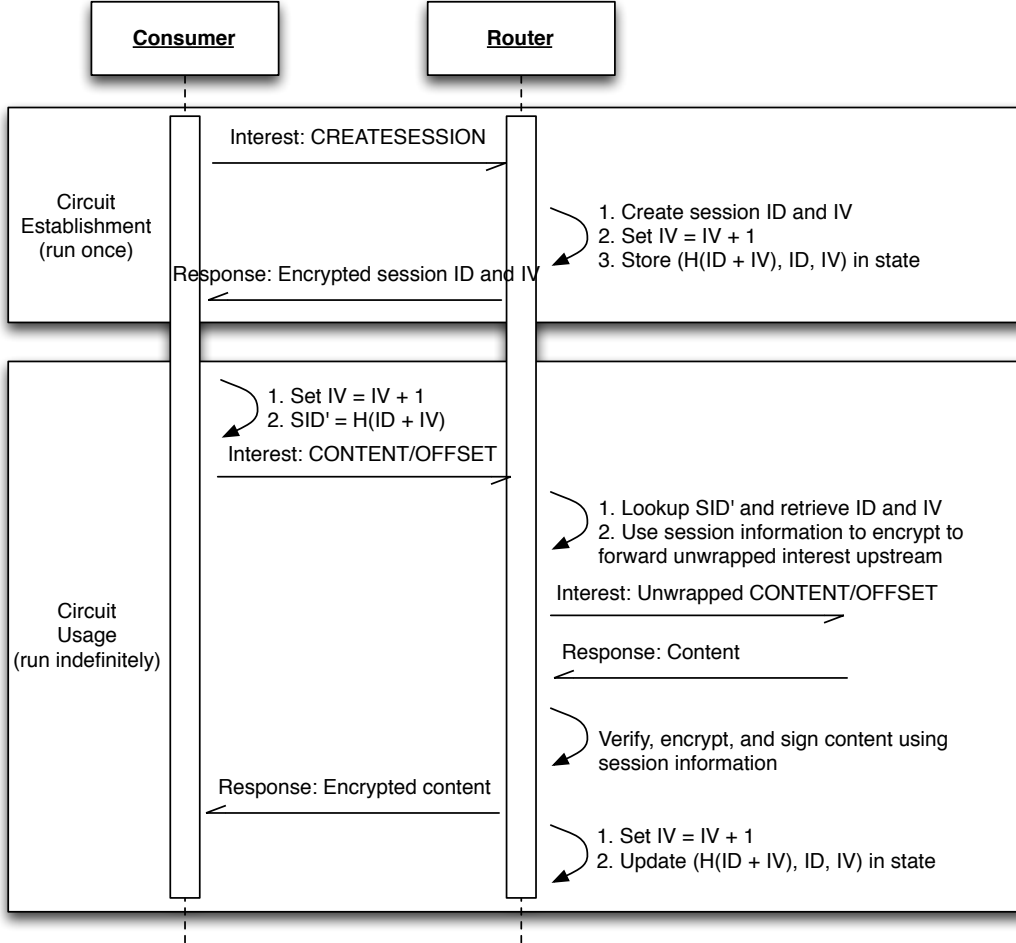 Consumer
Router
Interest: CREATESESSION
Circuit
Establishment
(run once)
1. Create session ID and IV
2. Set IV = IV + 1
3. Store (H(ID + IV), ID, IV) in state
Response: Encrypted session ID and IV
1. Set IV = IV + 1
2. SID' = H(ID + IV)
Interest: CONTENT/OFFSET
1. Lookup SID' and retrieve ID and IV
2. Use session information to encrypt to
forward unwrapped interest upstream
Interest: Unwrapped CONTENT/OFFSET
Circuit
Usage
(run indefinitely)
Response: Content
Verify, encrypt, and sign content using
session information
Response: Encrypted content
1. Set IV = IV + 1
2. Update (H(ID + IV), ID, IV) in state